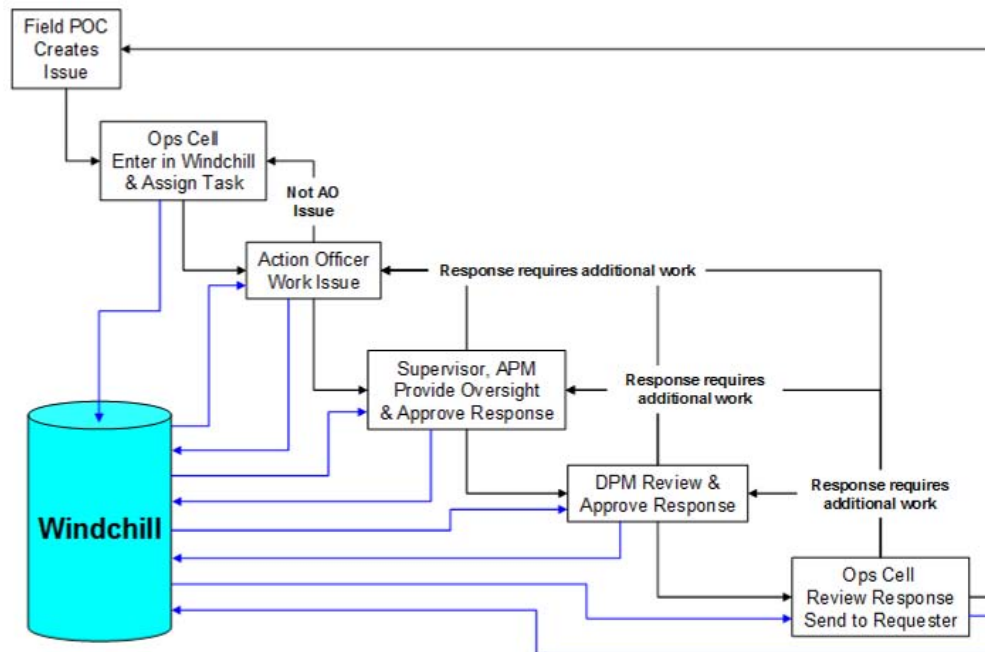 Field POC
Creates
Issue
Ops Cell
Enter in Windchill
& Assign Task
Not AO
Issue
Action Officer
Work Issue
Response requires additional work
Supervisor, APM
Provide Oversight
& Approve Response
Response requires
additional work
DPM Review &
Approve Response
Response requires
additional work
Windchill
Ops Cell
Review Response
Send to Requester